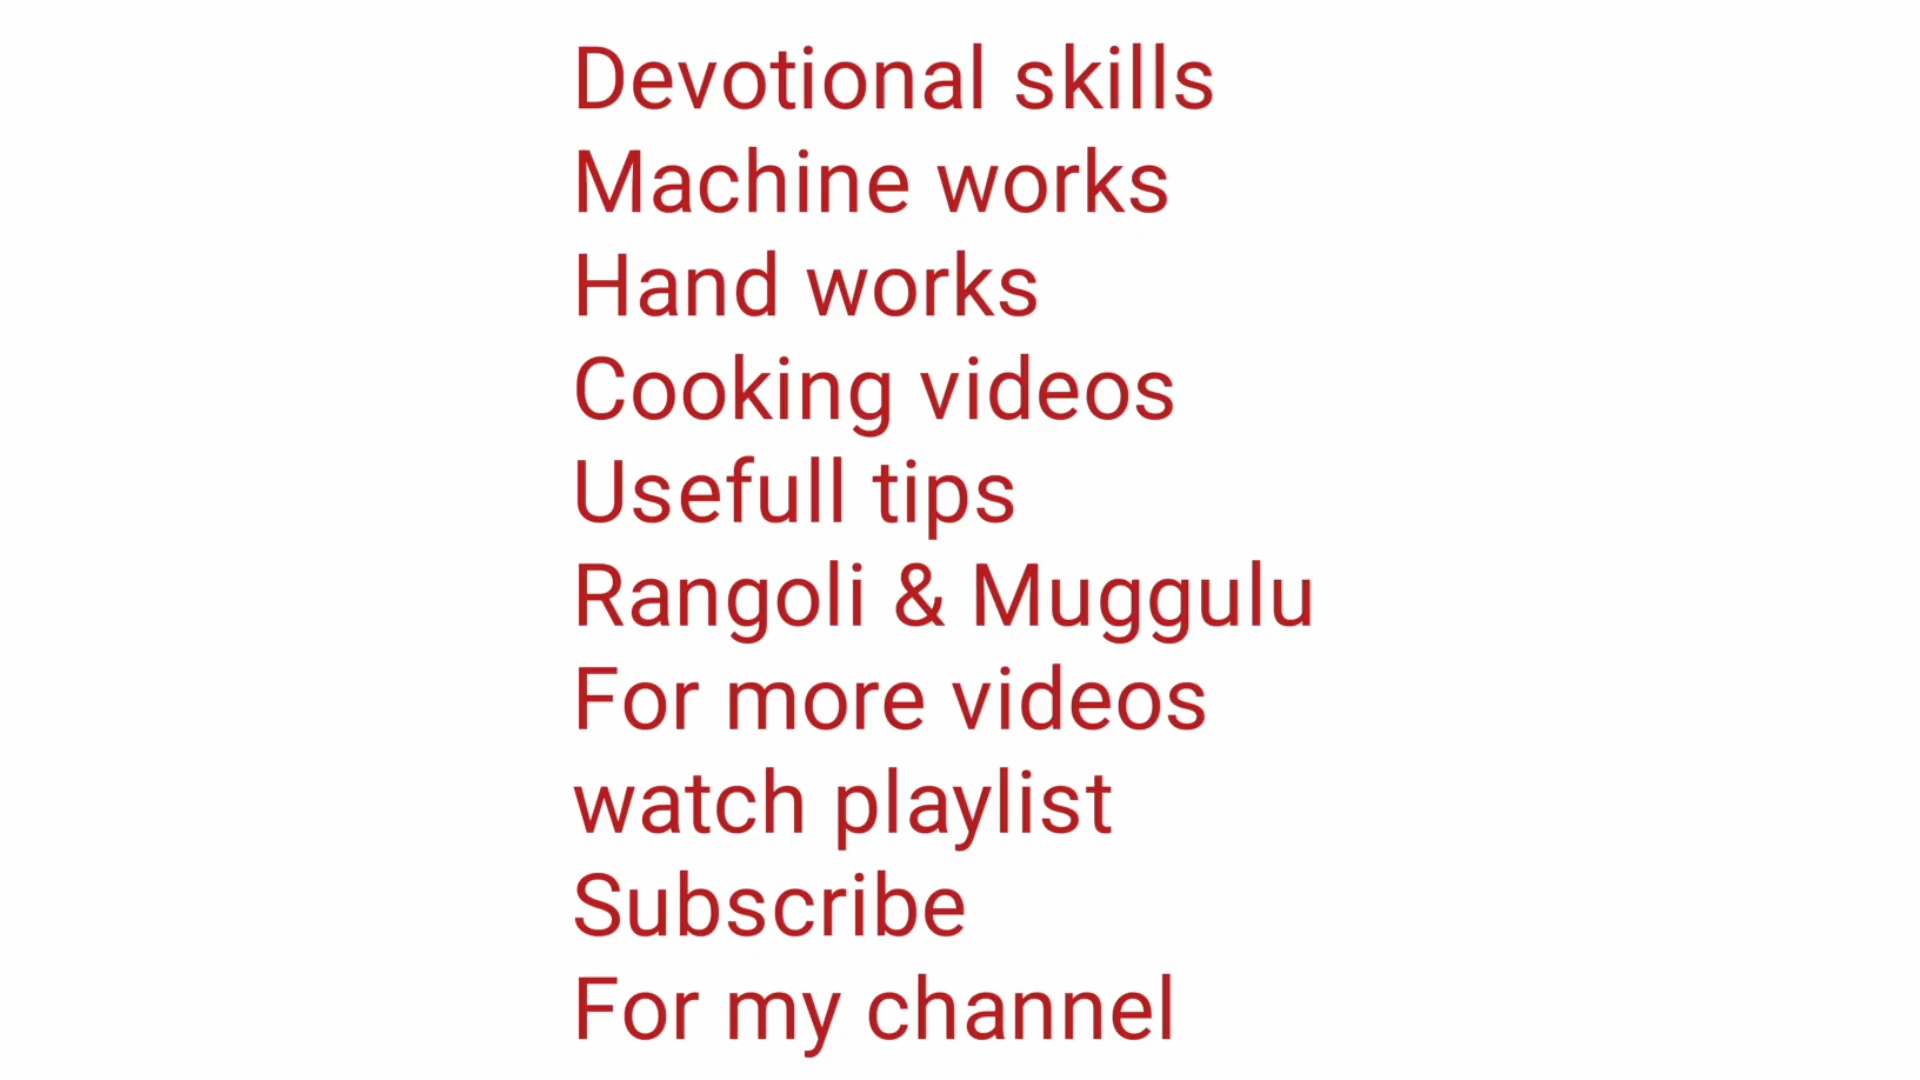 Devotional skills
Machine works
Hand works
Cooking videos
Usefull tips
Rangoli & Muggulu
For more videos
watch playlist
Subscribe
For my channel